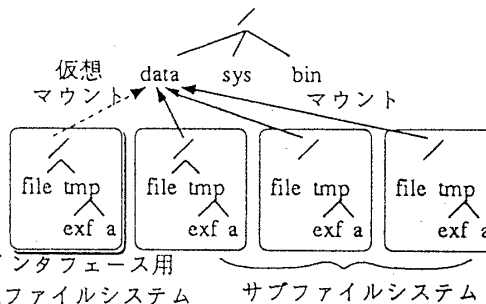 /
仮想
マウント
data sys bin
マウント
/ / / /
file tmp file tmp file tmp file tmp
exf a exf a exf a exf a
ンタフェース用
ファイルシステム
サブファイルシステム